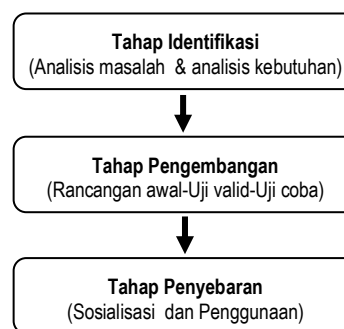 Tahap Identifikasi
(Analisis masalah & analisis kebutuhan)
Tahap Pengembangan
(Rancangan awal-Uji valid-Uji coba)
Tahap Penyebaran
(Sosialisasi dan Penggunaan)